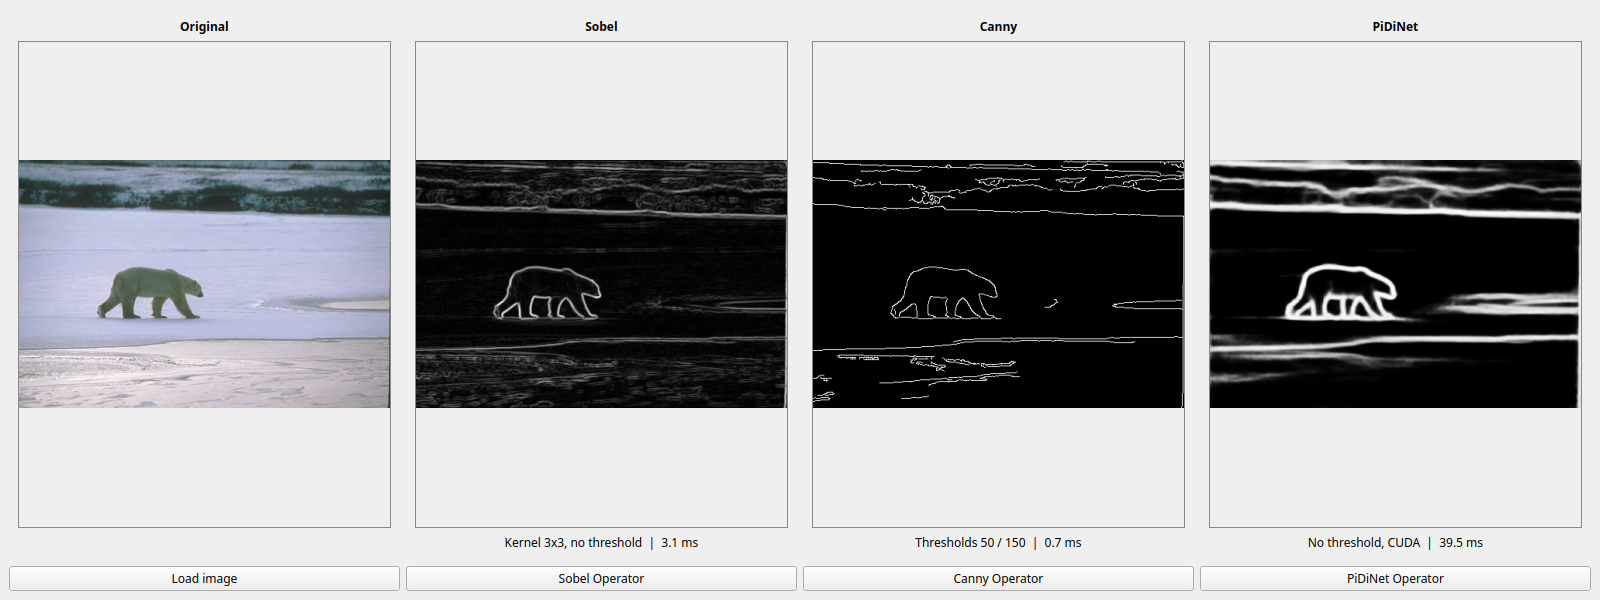 Original
Sobel
Canny
PiDiNet
Kernel 3x3, no threshold | 3.1 ms
Thresholds 50 / 150 | 0.7 ms
No threshold, CUDA | 39.5 ms
Load image
Sobel Operator
Canny Operator
PiDiNet Operator